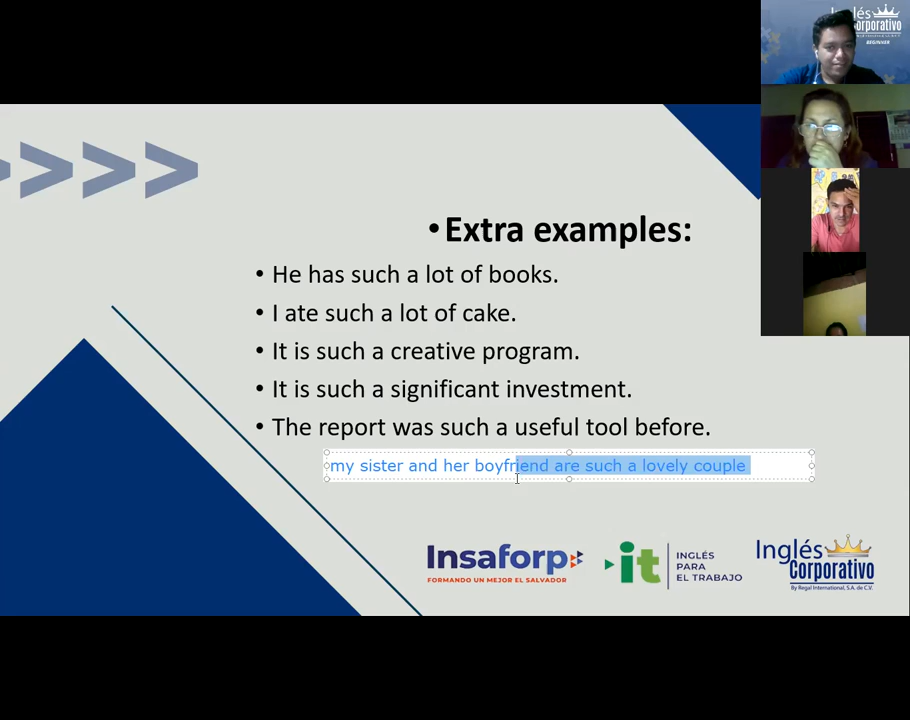 Inglés
Corporativo
BEGINNER
•Extra examples:
• He has such a lot of books.
• I ate such a lot of cake.
• It is such a creative program.
• It is such a significant investment.
• The report was such a useful tool before.
my sister and her boyfriend are such a lovely couple
Insaforp
FORMANDO UN MEJOR EL SALVADOR
it
INGLÉS
PARA
EL TRABAJO
Inglés
Corporativo
By Regal International, S.A. de C.V.